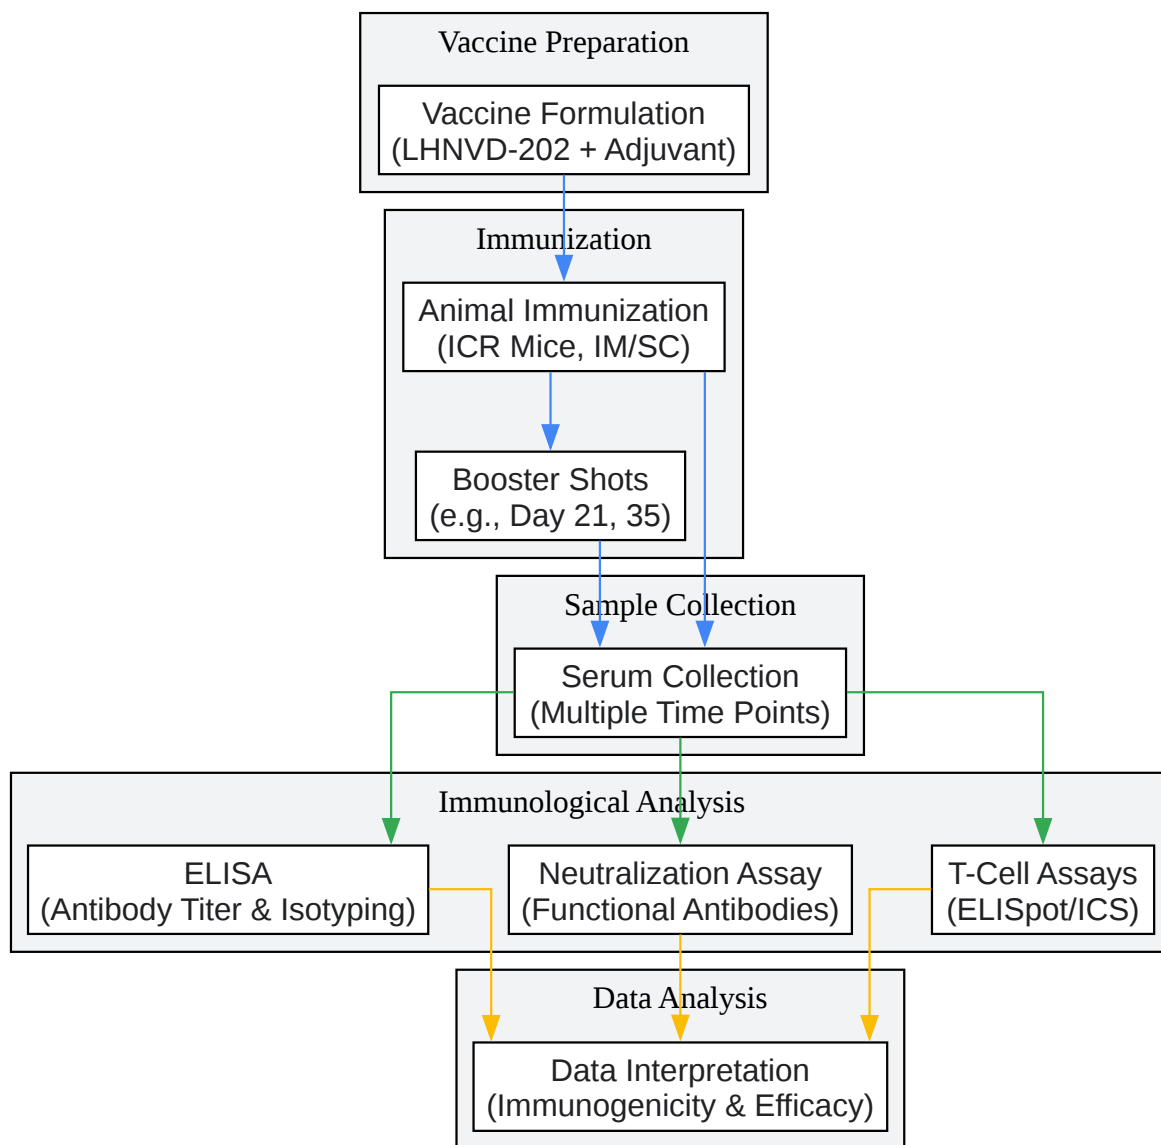 Vaccine Preparation
Vaccine Formulation
(LHNVD-202 + Adjuvant)
Immunization
Animal Immunization
(ICR Mice, IM/SC)
Booster Shots
(e.g., Day 21, 35)
Sample Collection
Serum Collection
(Multiple Time Points)
Immunological Analysis
ELISA
(Antibody Titer & Isotyping)
Neutralization Assay
(Functional Antibodies)
T-Cell Assays
(ELISpot/ICS)
Data Analysis
Data Interpretation
(Immunogenicity & Efficacy)